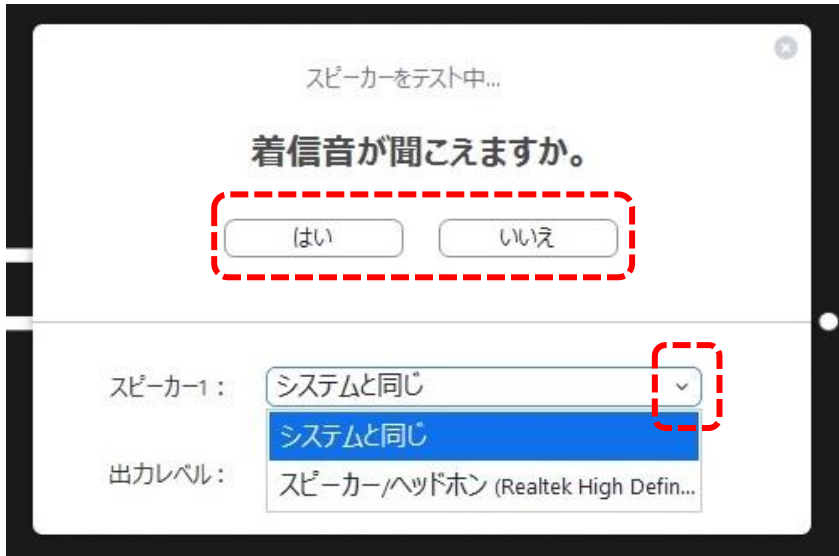 スピーカーをテスト中...
着信音が聞こえますか。
はい いいえ
スピーカー1： システムと同じ
システムと同じ
出力レベル： スピーカー/ヘッドホン (Realtek High Defin...